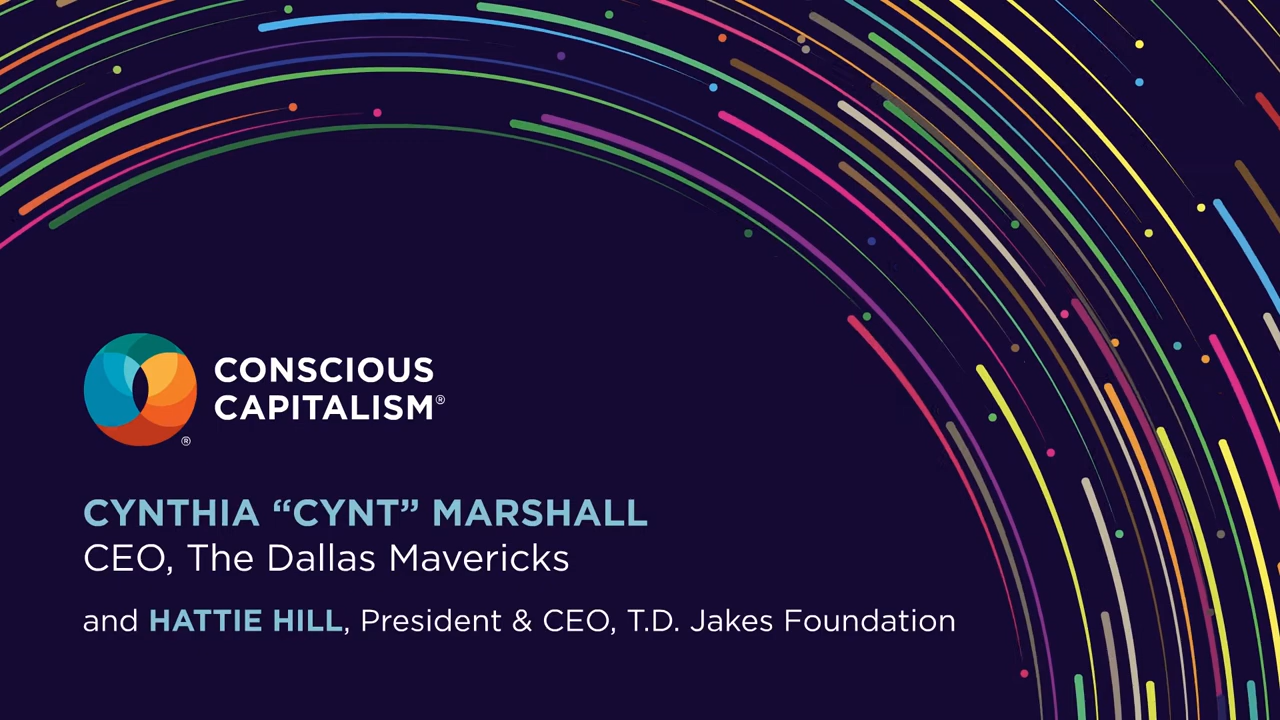 CONSCIOUS
CAPITALISM®
®
CYNTHIA “CYNT” MARSHALL
CEO, The Dallas Mavericks
and HATTIE HILL, President & CEO, T.D. Jakes Foundation